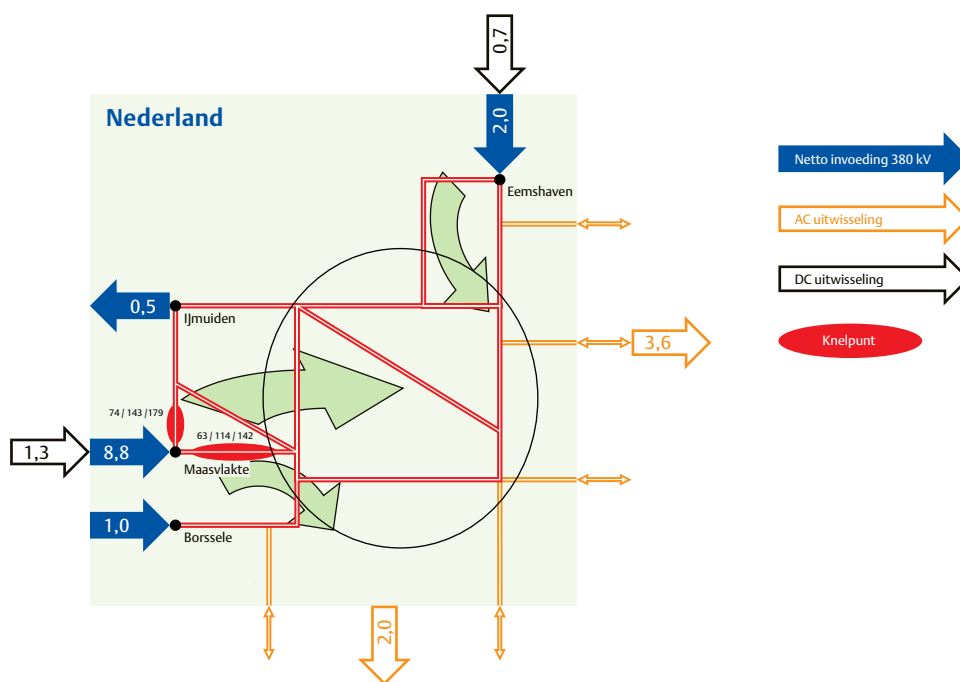 0,7
Nederland
2,0
Netto invoeding 380 kV
Eemshaven
AC uitwisseling
DC uitwisseling
0,5
IJmuiden
3,6
Knelpunt
74 / 143 /179
63 / 114 / 142
1,3
8,8
Maasvlakte
1,0
Borssele
2,0